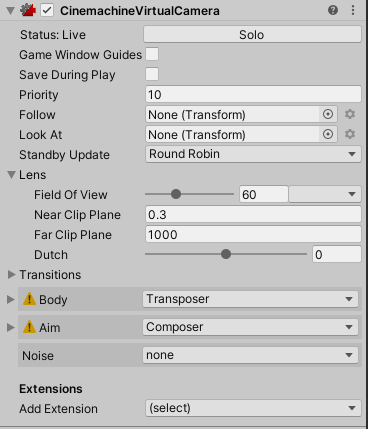 CinemachineVirtualCamera
Status: Live Solo
Game Window Guides
Save During Play
Priority 10
Follow None (Transform)
Look At None (Transform)
Standby Update Round Robin
Lens
Field Of View 60
Near Clip Plane 0.3
Far Clip Plane 1000
Dutch 0
Transitions
Body Transposer
Aim Composer
Noise none
Extensions
Add Extension (select)